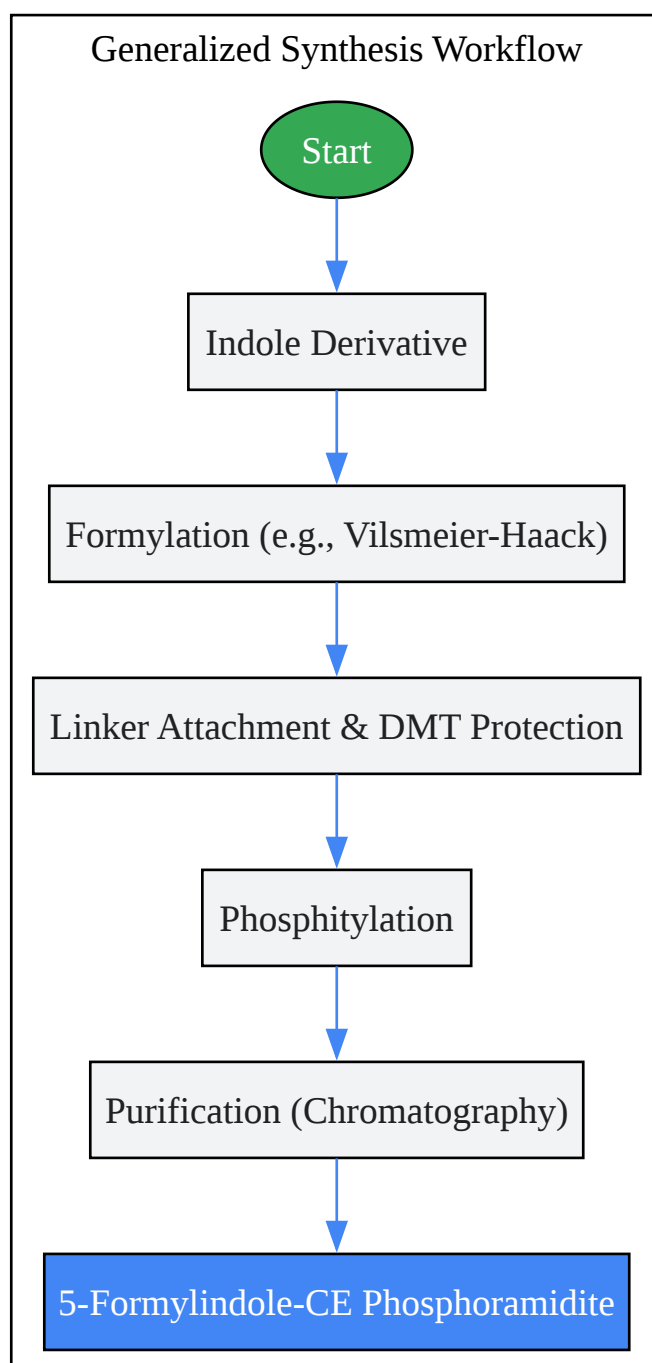 Generalized Synthesis Workflow
Start
Indole Derivative
Formylation (e.g., Vilsmeier-Haack)
Linker Attachment & DMT Protection
Phosphitylation
Purification (Chromatography)
5-Formylindole-CE Phosphoramidite